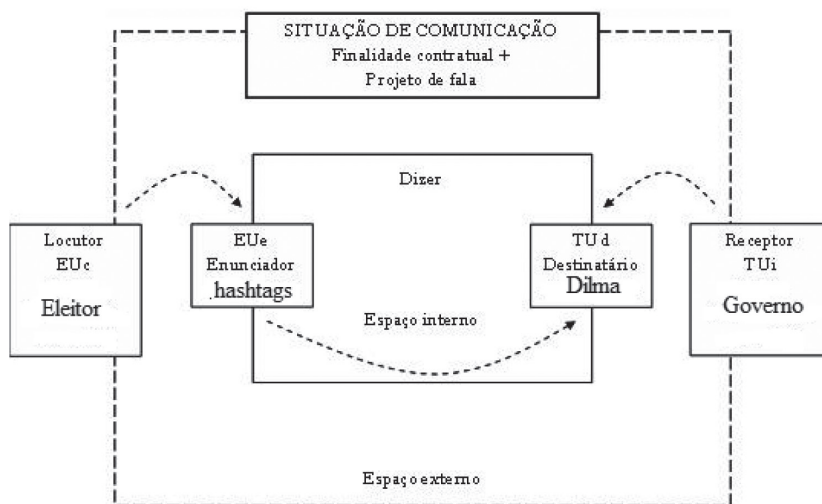 SITUAÇÃO DE COMUNICAÇÃO
Finalidade contratual +
Projeto de fala
Dizer
Locutor
EUc
Eleitor
EUe
Enunciador
.hashtags
TUd
Destinatário
Dilma
Receptor
TUi
Governo
Espaço interno
Espaço externo